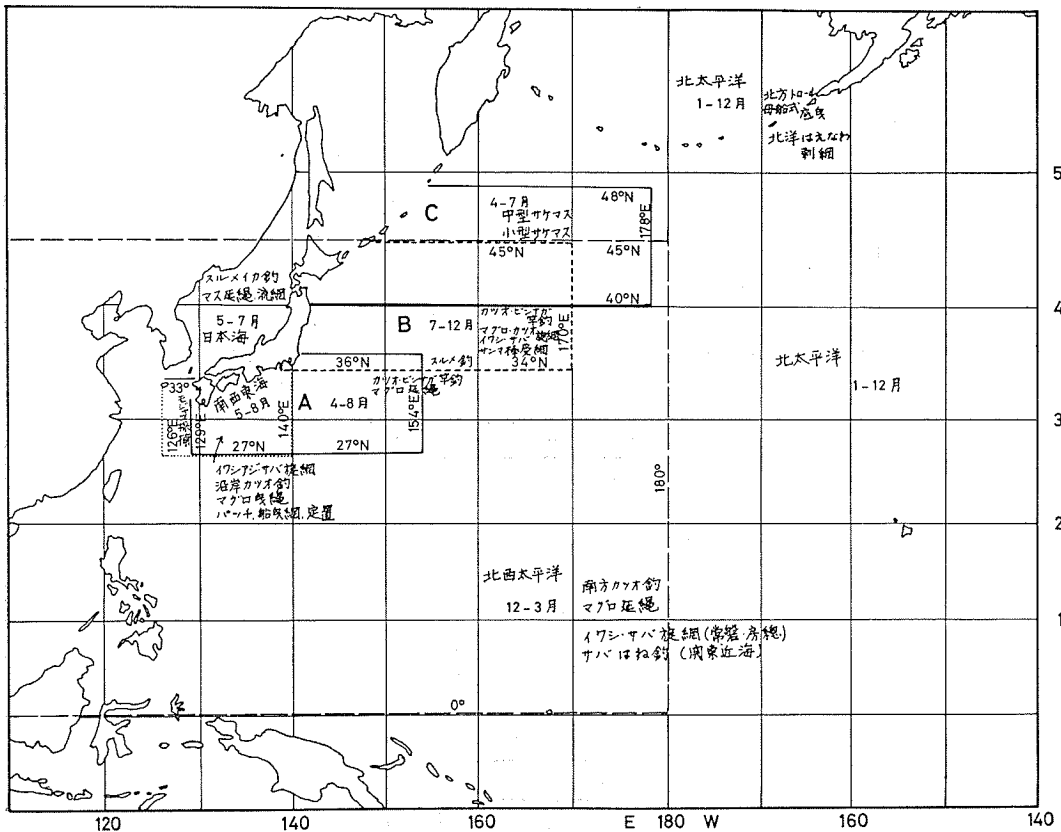 北太平洋
1-12月
北方トロール
母船式底曳
北洋はえなわ
刺網
5
48°N
4-7月
C
中型サケマス
小型サケマス
178°E
45°N
45°N
スルメイカ釣
マス延縄.流網
40°N
4
5-7月
日本海
B
7-12月
カツオ・ビンナガ
竿釣
マグロ・カツオ
イワシ・サバ旋網
サンマ棒受網
170°E
36°N
スルメ釣
34°N
北太平洋
1-12月
33°
南西東海
5-8月
A
4-8月
カツオ・ビンナガ竿釣
マグロ延縄
126°E
129°E
140°E
154°E
3
27°N
27°N
イワシアジサバ旋網
沿岸カツオ釣
マグロ曳縄
パッチ.船曳網.定置
180°
2
北西太平洋
12-3月
南方カツオ釣
マグロ延縄
1
イワシ・サバ旋網(常磐・房総)
サバはね釣(関東近海)
0°
120
140
160
E
180
W
160
140